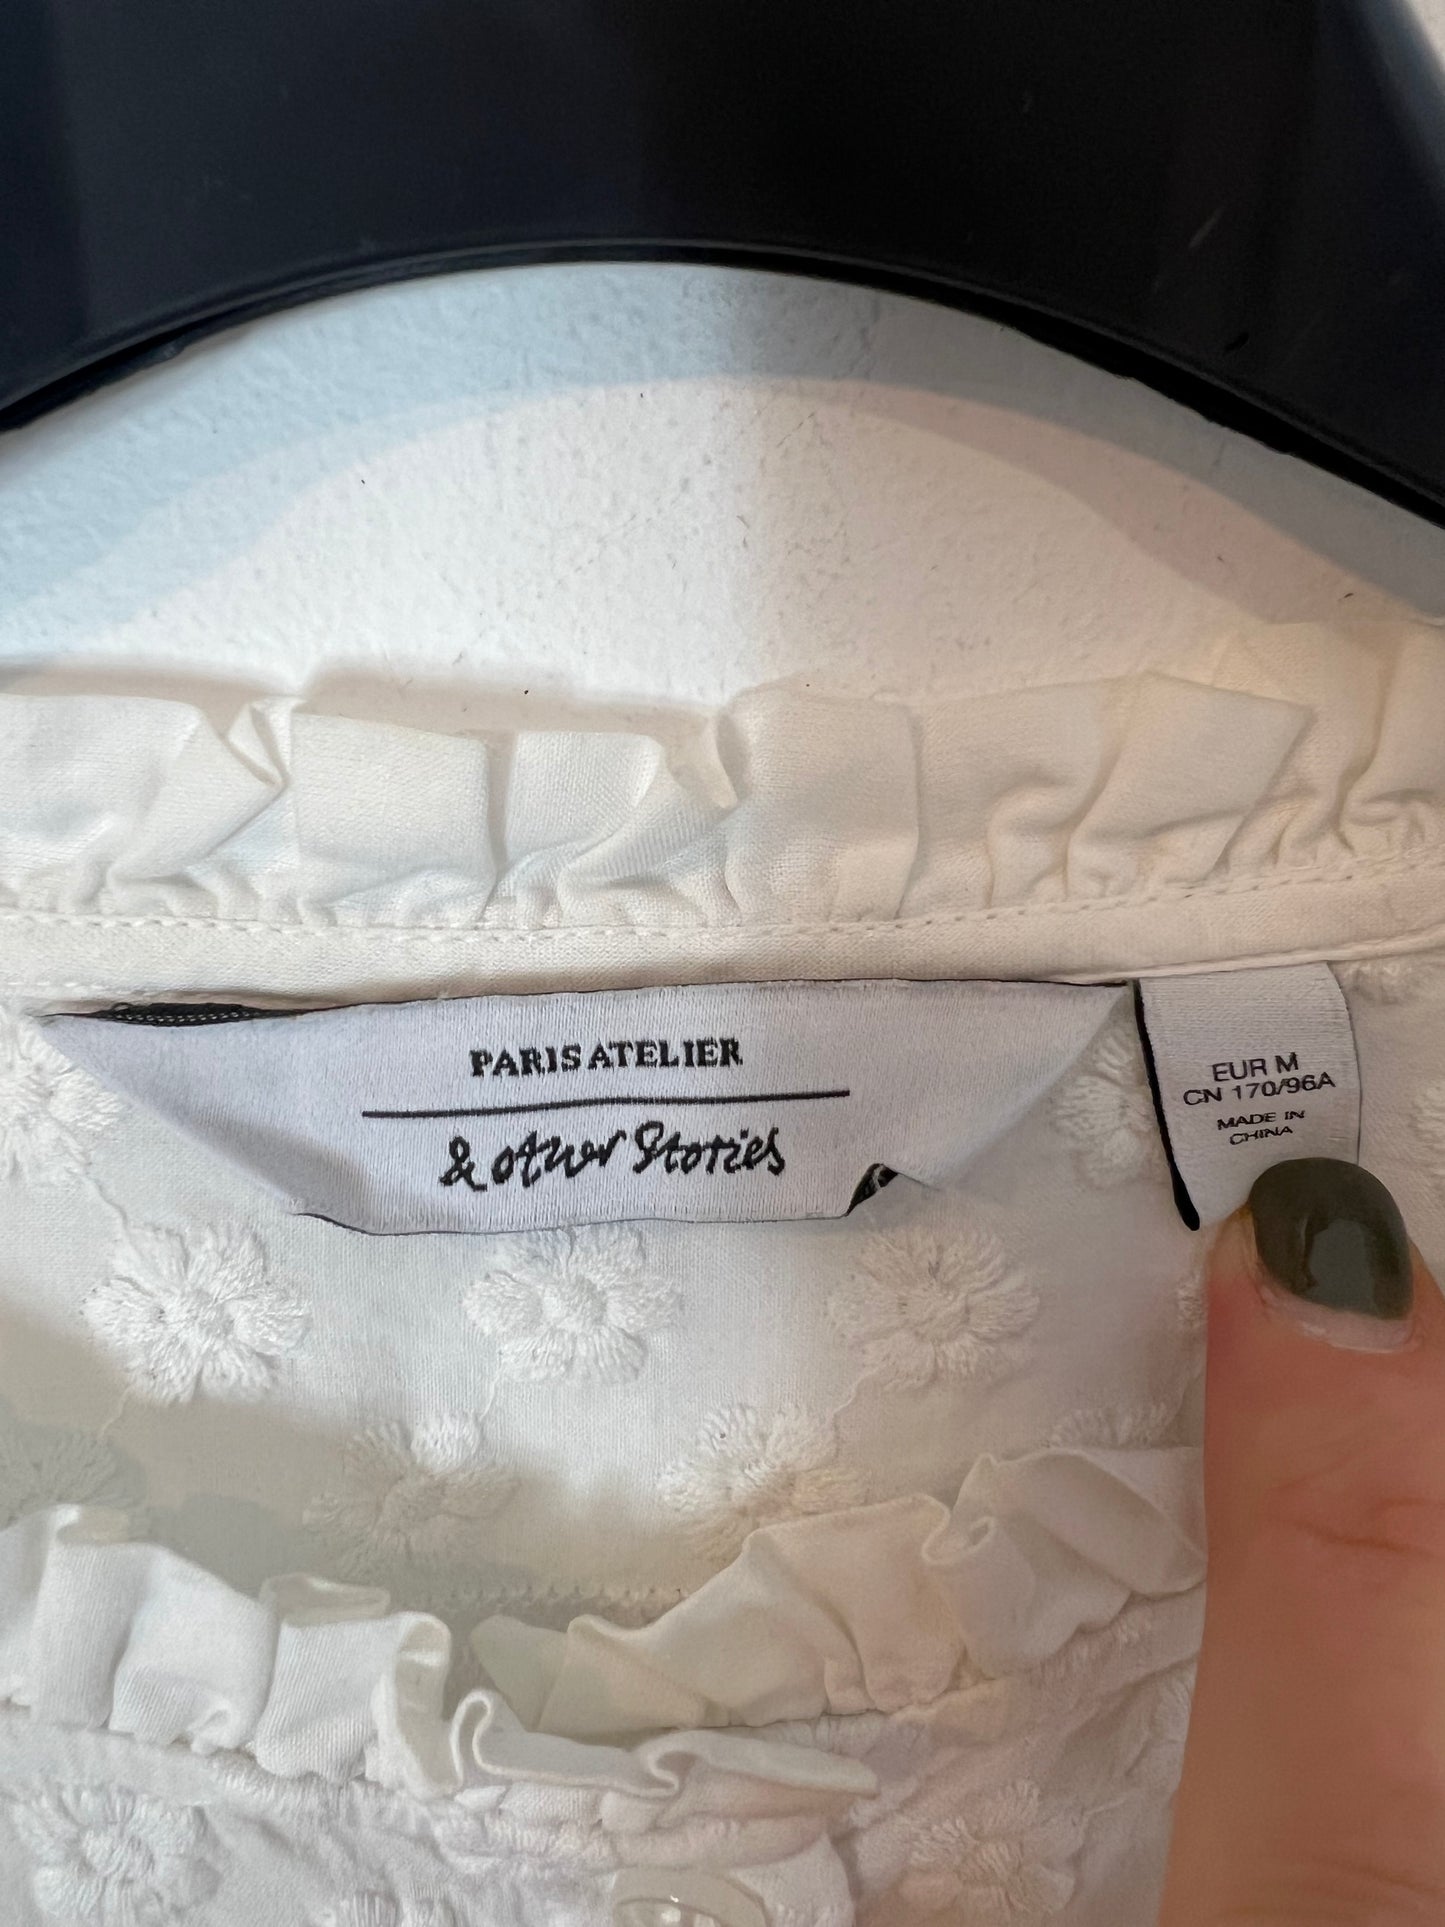 PARIS ATELIER
& other Stories
EUR M
CN 170/96A
MADE IN
CHINA